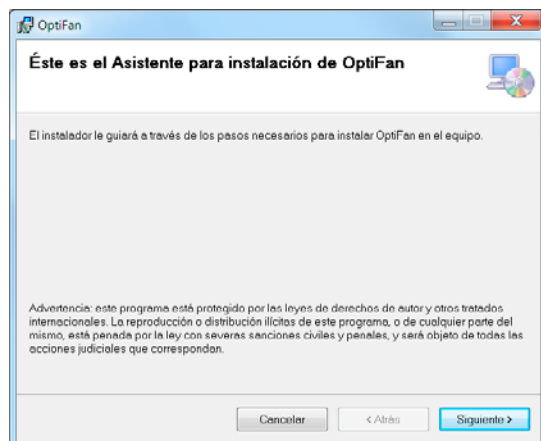 OptiFan
Éste es el Asistente para instalación de OptiFan
El instalador le guiará a través de los pasos necesarios para instalar OptiFan en el equipo.
Advertencia: este programa está protegido por las leyes de derechos de autor y otros tratados
internacionales. La reproducción o distribución ilícitas de este programa, o de cualquier parte del
mismo, está penada por la ley con severas sanciones civiles y penales, y será objeto de todas las
acciones judiciales que correspondan.
Cancelar < Atrás Siguiente >